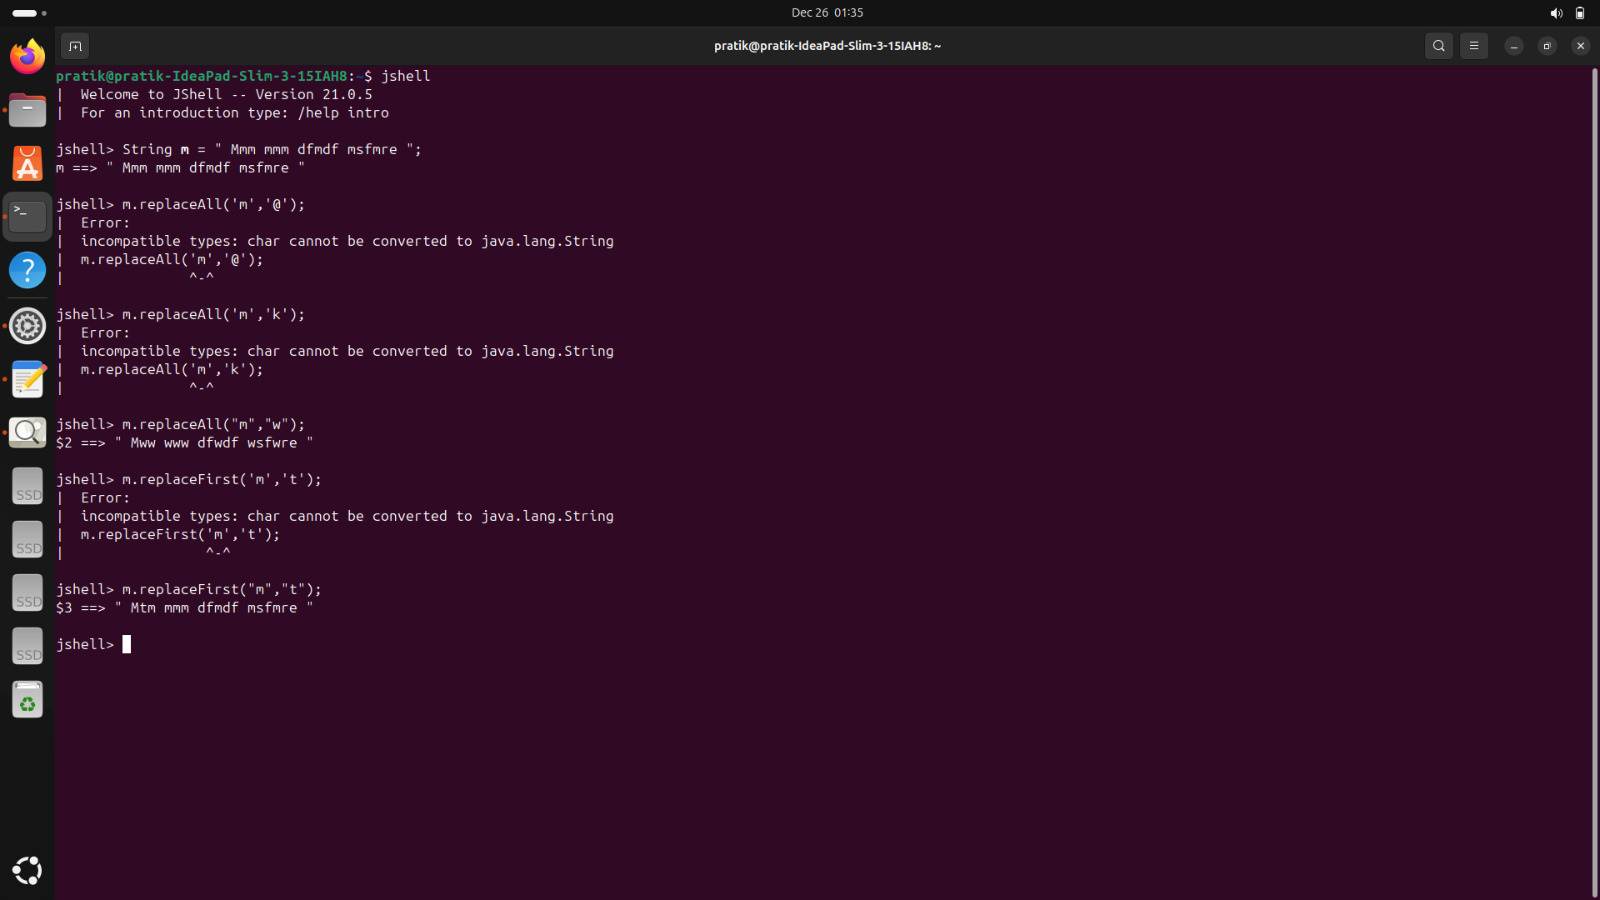 Dec 26 01:35
pratik@pratik-IdeaPad-Slim-3-15IAH8: ~
pratik@pratik-IdeaPad-Slim-3-15IAH8:~$ jshell
|  Welcome to JShell -- Version 21.0.5
|  For an introduction type: /help intro
jshell> String m = " Mmm mmm dfmdf msfmre ";
m ==> " Mmm mmm dfmdf msfmre "
jshell> m.replaceAll('m','@');
|  Error:
|  incompatible types: char cannot be converted to java.lang.String
|  m.replaceAll('m','@');
|               ^-^
jshell> m.replaceAll('m','k');
|  Error:
|  incompatible types: char cannot be converted to java.lang.String
|  m.replaceAll('m','k');
|               ^-^
jshell> m.replaceAll("m","w");
$2 ==> " Mww www dfwdf wsfwre "
jshell> m.replaceFirst('m','t');
|  Error:
|  incompatible types: char cannot be converted to java.lang.String
|  m.replaceFirst('m','t');
|                 ^-^
jshell> m.replaceFirst("m","t");
$3 ==> " Mtm mmm dfmdf msfmre "
jshell>
SSD
SSD
SSD
SSD